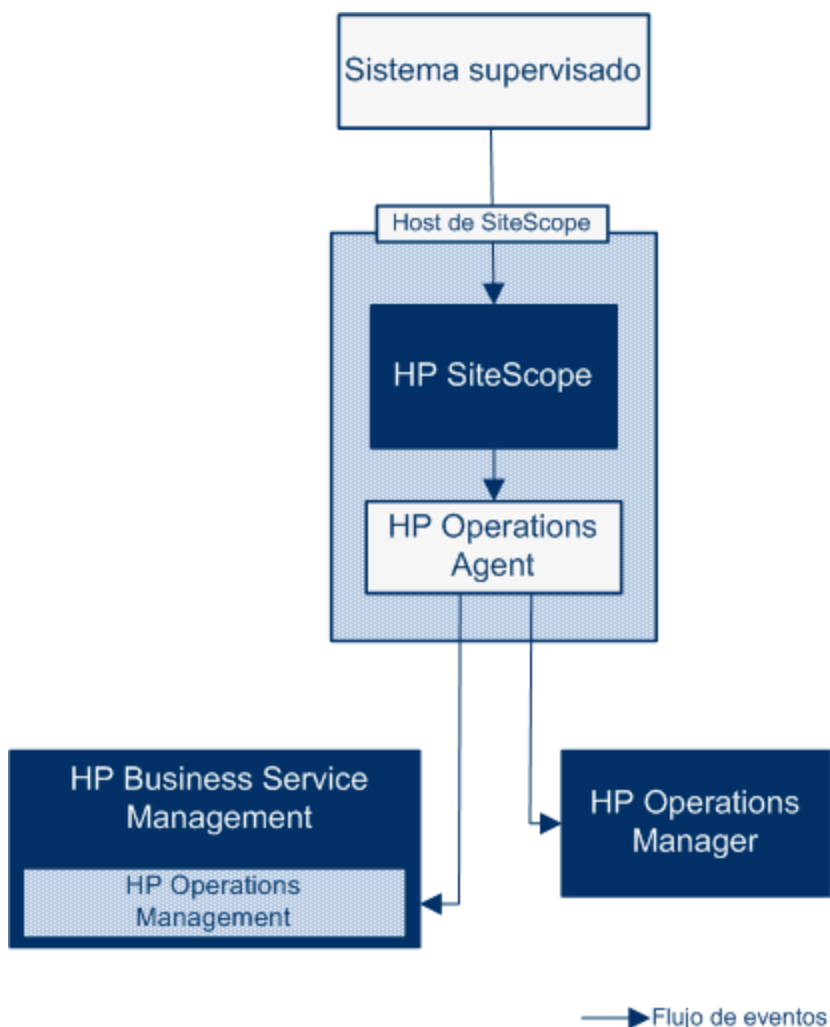 Sistema supervisado
Host de SiteScope
HP SiteScope
HP Operations
Agent
HP Business Service
Management
HP Operations
Management
HP Operations
Manager
Flujo de eventos